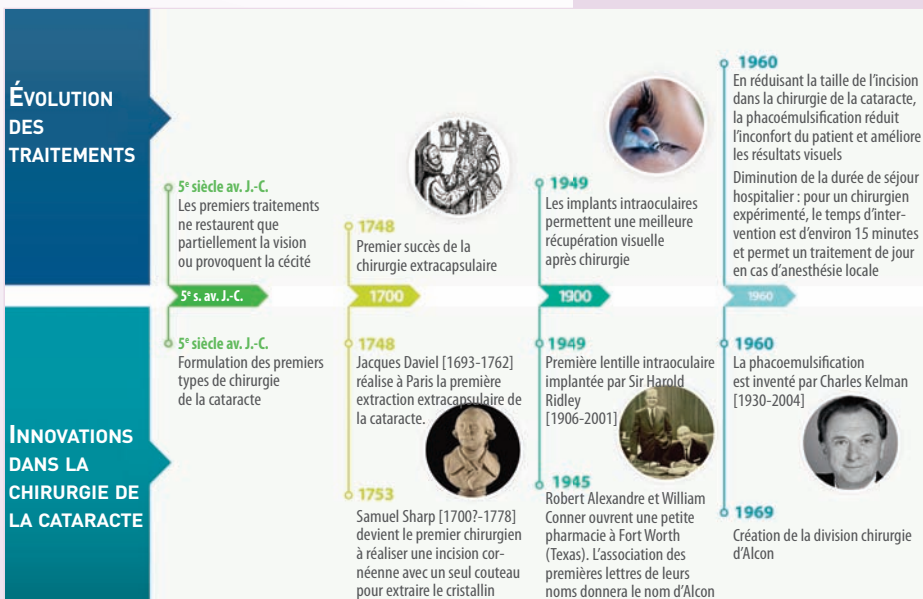 ÉVOLUTION
DES
TRAITEMENTS
5e siècle av. J.-C.
Les premiers traitements
ne restaurent que
partiellement la vision
ou provoquent la cécité
1748
Premier succès de la
chirurgie extracapsulaire
1949
Les implants intraoculaires
permettent une meilleure
récupération visuelle
après chirurgie
1960
En réduisant la taille de l'incision
dans la chirurgie de la cataracte,
la phacoémulsification réduit
l'inconfort du patient et améliore
les résultats visuels
Diminution de la durée de séjour
hospitalier : pour un chirurgien
expérimenté, le temps d'inter-
vention est d'environ 15 minutes
et permet un traitement de jour
en cas d'anesthésie locale
5e s. av. J.-C.
1700
1900
1960
INNOVATIONS
DANS LA
CHIRURGIE DE
LA CATARACTE
5e siècle av. J.-C.
Formulation des premiers
types de chirurgie
de la cataracte
1748
Jacques Daviel [1693-1762]
réalise à Paris la première
extraction extracapsulaire de
la cataracte.
1753
Samuel Sharp [1700?-1778]
devient le premier chirurgien
à réaliser une incision cor-
néenne avec un seul couteau
pour extraire le cristallin
1949
Première lentille intraoculaire
implantée par Sir Harold
Ridley
[1906-2001]
1945
Robert Alexandre et William
Conner ouvrent une petite
pharmacie à Fort Worth
(Texas). L'association des
premières lettres de leurs
noms donnera le nom d'Alcon
1960
La phacoemulsification
est inventé par Charles Kelman
[1930-2004]
1969
Création de la division chirurgie
d'Alcon